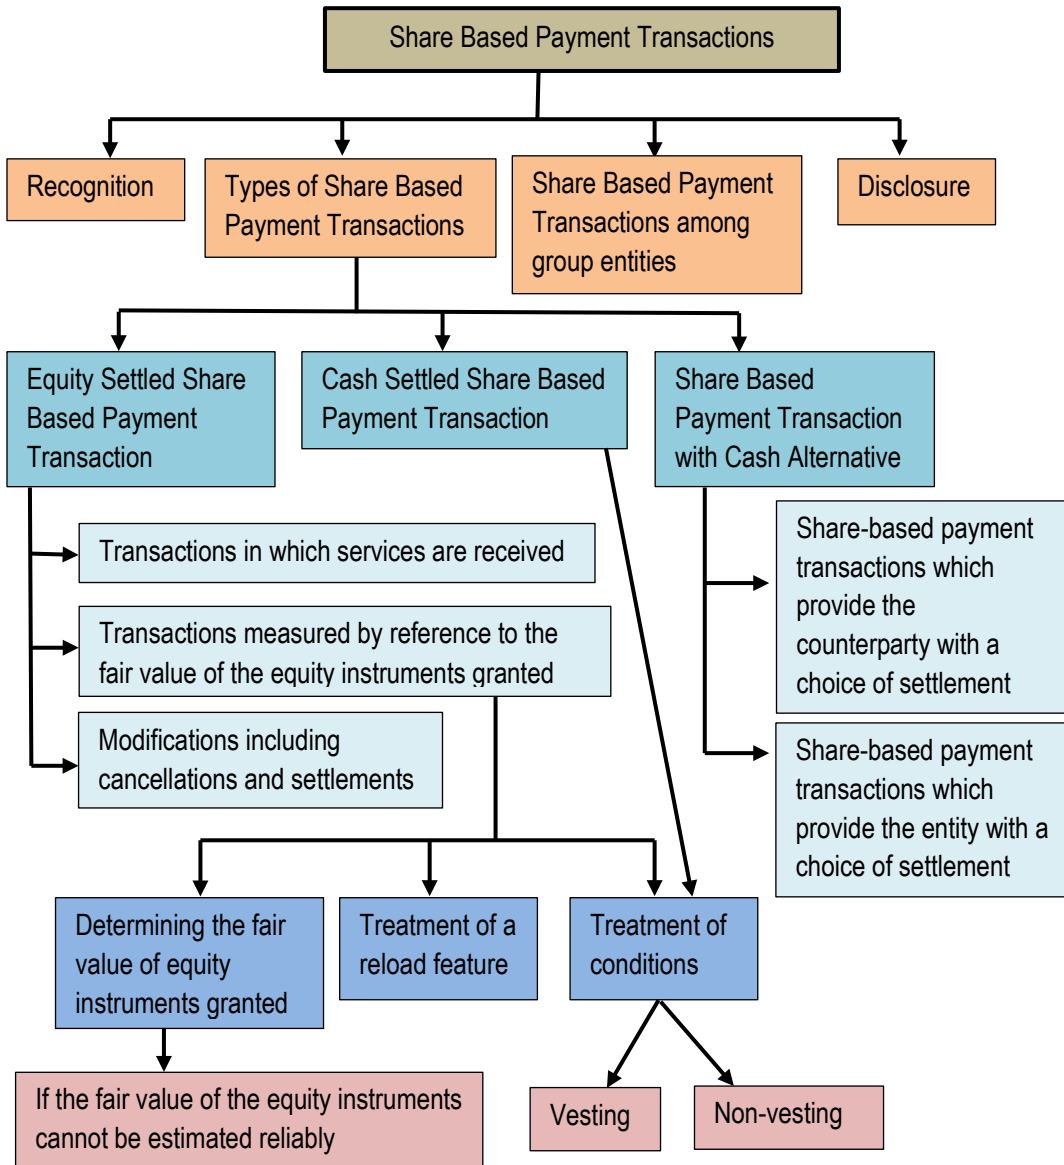 Share Based Payment Transactions
Recognition
Types of Share Based
Payment Transactions
Share Based Payment
Transactions among
group entities
Disclosure
Equity Settled Share
Based Payment
Transaction
Cash Settled Share Based
Payment Transaction
Share Based
Payment Transaction
with Cash Alternative
Transactions in which services are received
Transactions measured by reference to the
fair value of the equity instruments granted
Modifications including
cancellations and settlements
Share-based payment
transactions which
provide the
counterparty with a
choice of settlement
Share-based payment
transactions which
provide the entity with a
choice of settlement
Determining the fair
value of equity
instruments granted
Treatment of a
reload feature
Treatment of
conditions
If the fair value of the equity instruments
cannot be estimated reliably
Vesting
Non-vesting